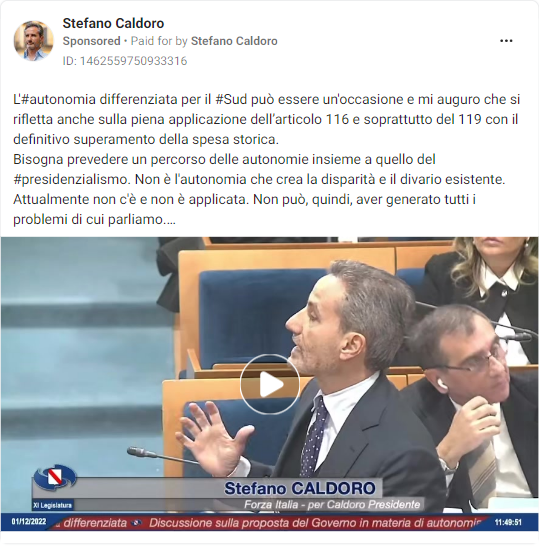 Stefano Caldoro
Sponsored • Paid for by Stefano Caldoro
ID: 1462559750933316
L'#autonomia differenziata per il #Sud può essere un'occasione e mi auguro che si
rifletta anche sulla piena applicazione dell'articolo 116 e soprattutto del 119 con il
definitivo superamento della spesa storica.
Bisogna prevedere un percorso delle autonomie insieme a quello del
#presidenzialismo. Non è l'autonomia che crea la disparità e il divario esistente.
Attualmente non c'è e non è applicata. Non può, quindi, aver generato tutti i
problemi di cui parliamo....
Stefano CALDORO
Forza Italia - per Caldoro Presidente
XI Legislatura
01/12/2022 a differenziata Discussione sulla proposta del Governo in materia di autonomia 11:49:51